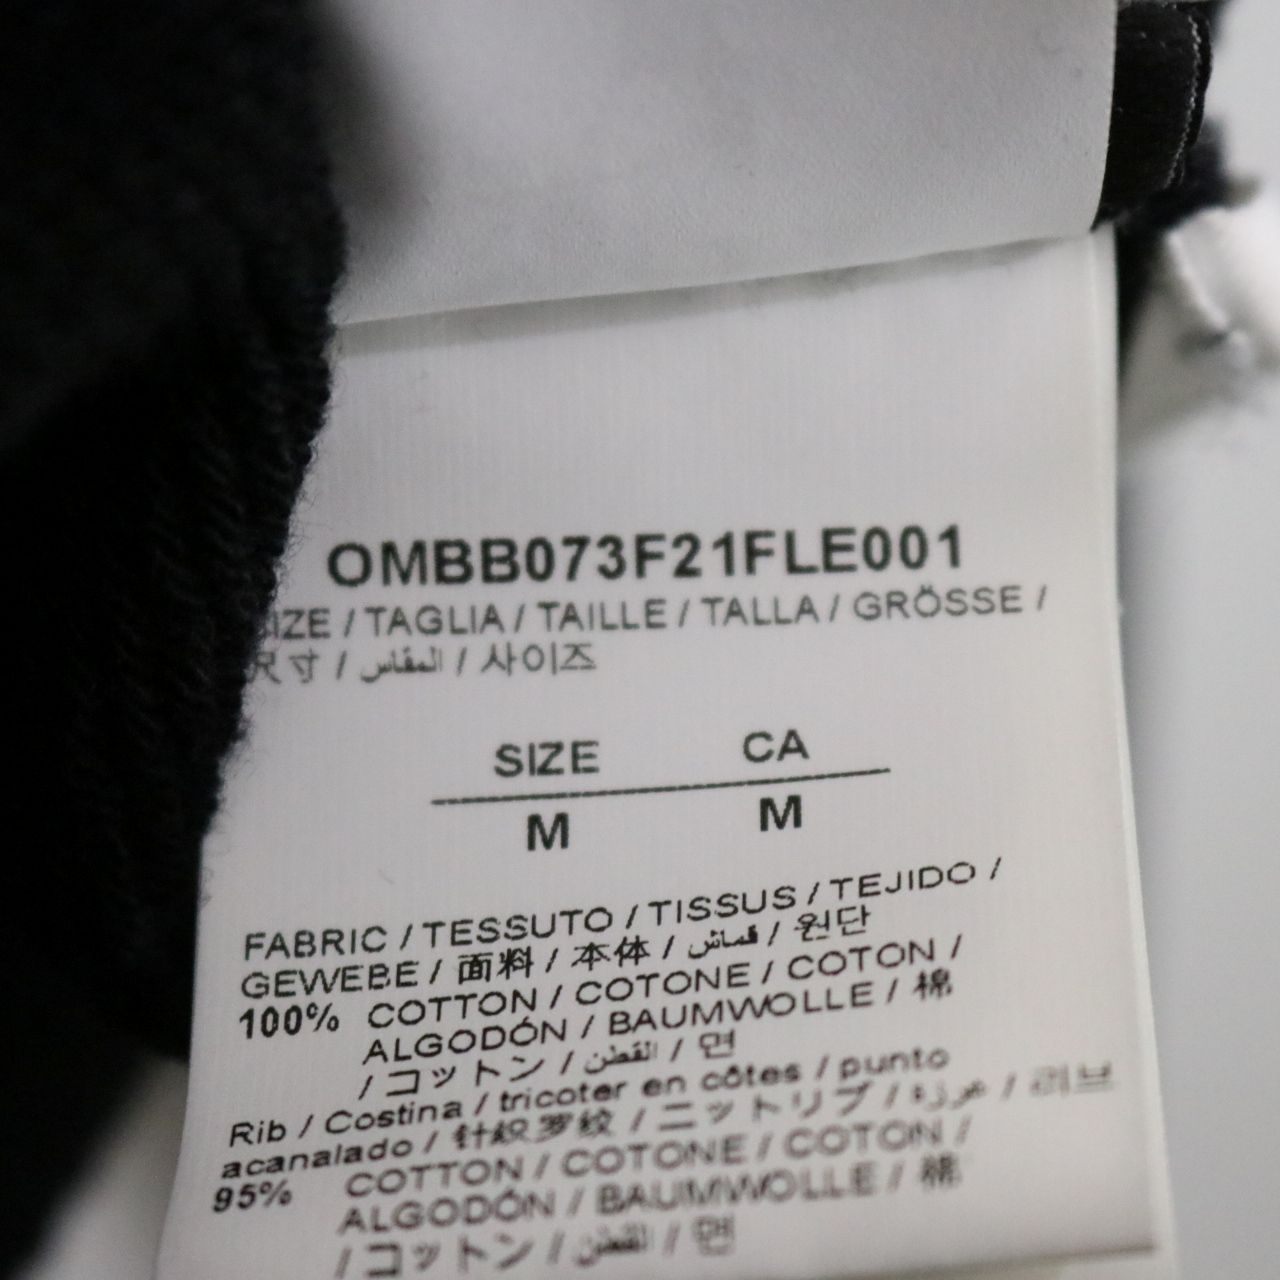 OMBB073F21FLE001
SIZE / TAGLIA / TAILLE / TALLA / GRÖSSE /
尺寸 / المقاس / 사이즈
SIZE CA
M M
FABRIC / TESSUTO / TISSUS / TEJIDO /
GEWEBE / 面料 / 本体 / قماش / 원단
100% COTTON / COTONE / COTON /
ALGODÓN / BAUMWOLLE / 棉
/ コットン / القطن / 면
Rib / Costina / tricoter en côtes / punto
acanalado / 针织罗纹 / ニットリブ / غرزة / 리브
95% COTTON / COTONE / COTON /
ALGODÓN / BAUMWOLLE / 棉
/ コットン / القطن / 면